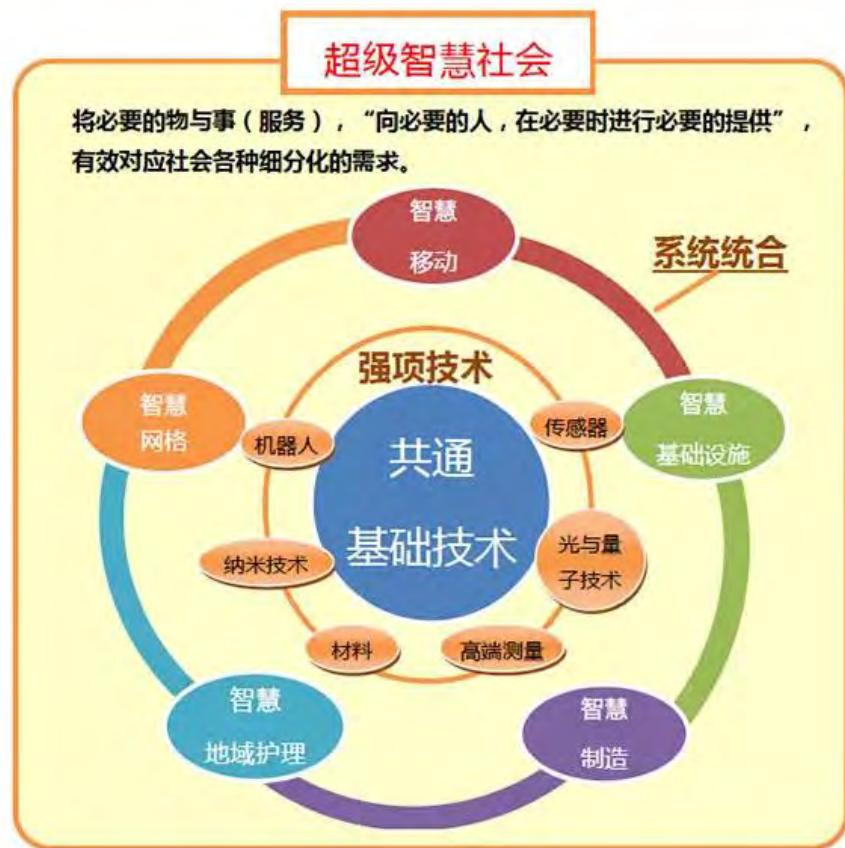 超级智慧社会
将必要的物与事（服务），“向必要的人，在必要时进行必要的提供”，
有效对应社会各种细分化的需求。
智慧
移动
系统统合
强项技术
智慧
网格
智慧
基础设施
机器人
传感器
共通
基础技术
纳米技术
光与量
子技术
材料
高端测量
智慧
地域护理
智慧
制造